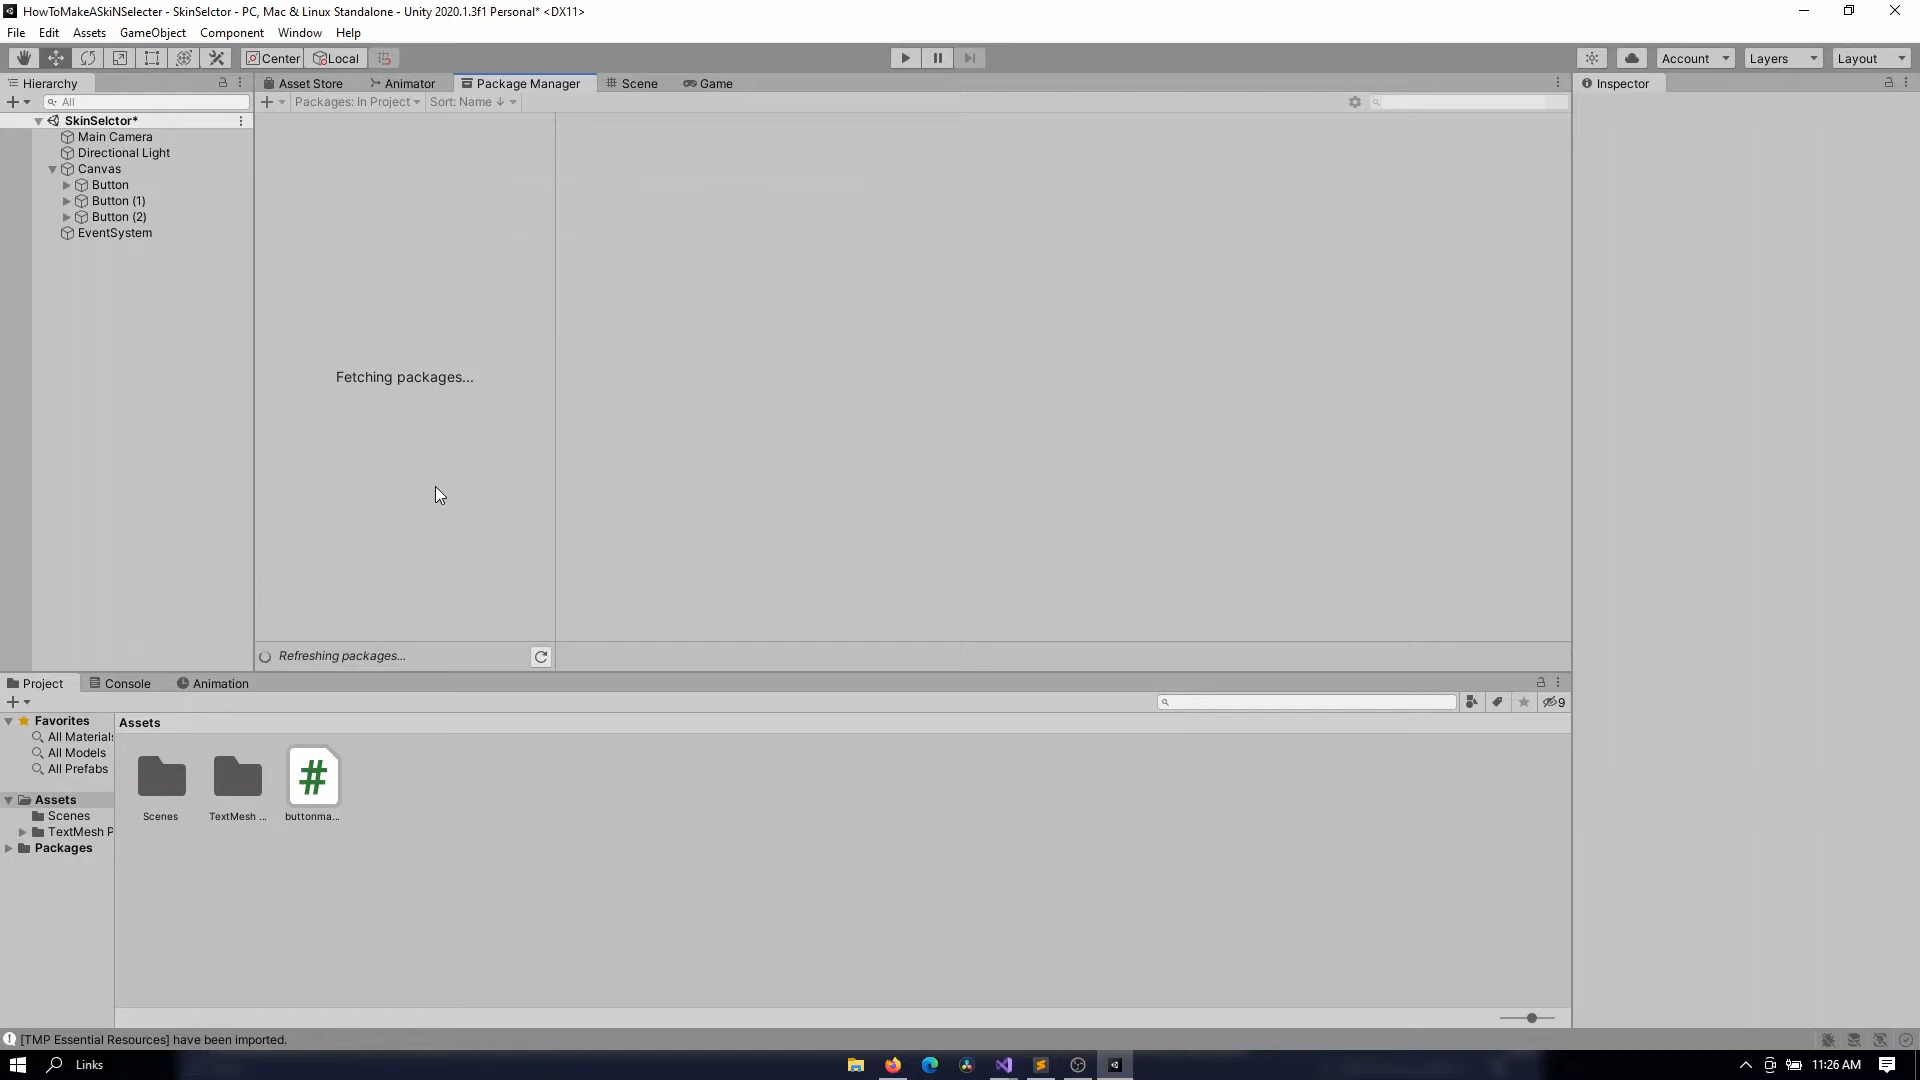 HowToMakeASkiNSelecter - SkinSelctor - PC, Mac & Linux Standalone - Unity 2020.1.3f1 Personal* <DX11>
File Edit Assets GameObject Component Window Help
Center Local Account Layers Layout
Hierarchy Asset Store Animator Package Manager Scene Game Inspector
All Packages: In Project Sort: Name ↓
SkinSelctor*
Main Camera
Directional Light
Canvas
Button
Button (1)
Button (2)
EventSystem
Fetching packages...
Refreshing packages...
Project Console Animation
9
Favorites
All Materials
All Models
All Prefabs
Assets
Scenes
TextMesh P
Packages
Assets
Scenes TextMesh ... buttonma...
[TMP Essential Resources] have been imported.
Links 11:26 AM